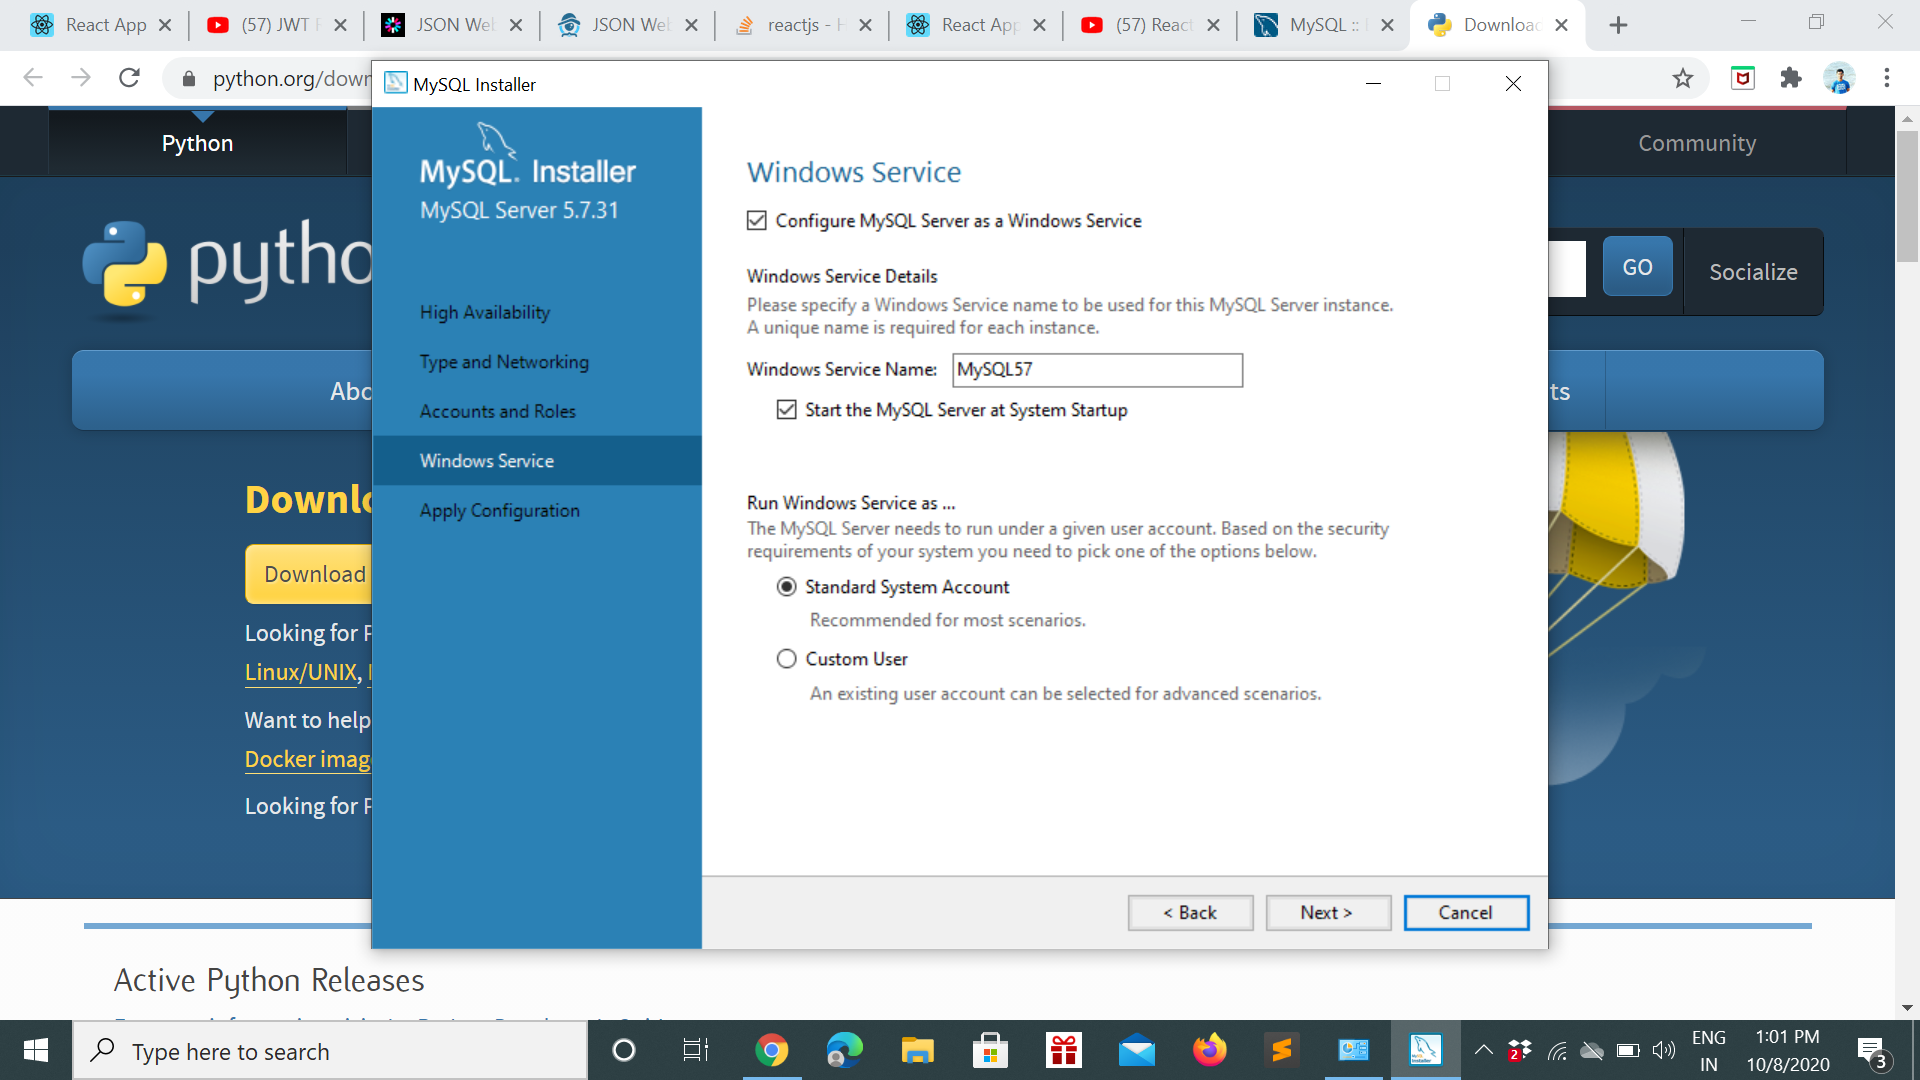 React App
(57) JWT
JSON We
JSON We
reactjs -
React App
(57) React
MySQL ::
Download
python.org/down
MySQL Installer
Python
Community
MySQL. Installer
MySQL Server 5.7.31
High Availability
Type and Networking
Accounts and Roles
Windows Service
Apply Configuration
Windows Service
Configure MySQL Server as a Windows Service
Windows Service Details
Please specify a Windows Service name to be used for this MySQL Server instance.
A unique name is required for each instance.
Windows Service Name: MySQL57
Start the MySQL Server at System Startup
Run Windows Service as ...
The MySQL Server needs to run under a given user account. Based on the security
requirements of your system you need to pick one of the options below.
Standard System Account
Recommended for most scenarios.
Custom User
An existing user account can be selected for advanced scenarios.
< Back
Next >
Cancel
pytho
GO
Socialize
Abo
ts
Downlo
Download
Looking for P
Linux/UNIX,
Want to help
Docker imag
Looking for P
Active Python Releases
Type here to search
2
ENG
IN
1:01 PM
10/8/2020
3